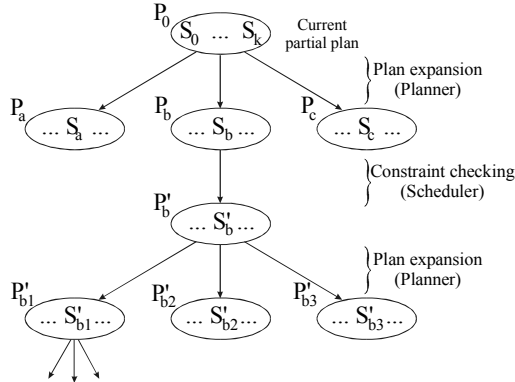 P0
S0 ... Sk
Current
partial plan
Plan expansion
(Planner)
Pa
Pb
Pc
... Sa ...
... Sb ...
... Sc ...
Constraint checking
(Scheduler)
P'b
... S'b ...
Plan expansion
(Planner)
P'b1
P'b2
P'b3
... S'b1 ...
... S'b2 ...
... S'b3 ...